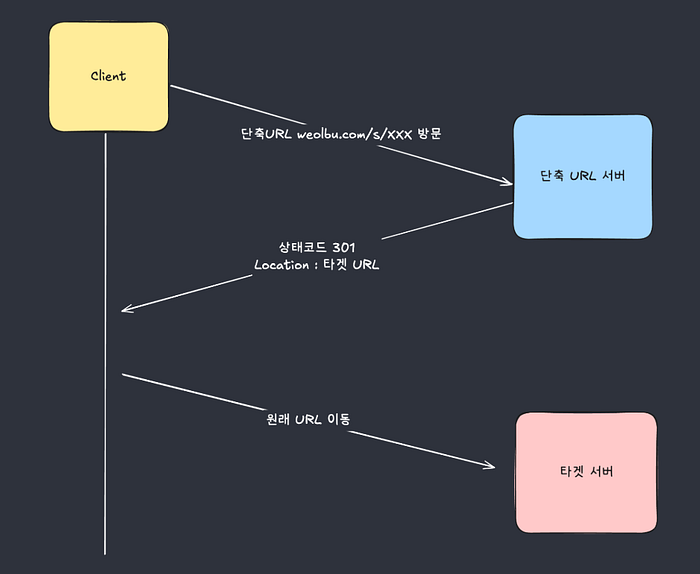 Client
단축URL weolbu.com/s/XXX 방문
단축 URL 서버
상태코드 301
Location : 타겟 URL
원래 URL 이동
타겟 서버